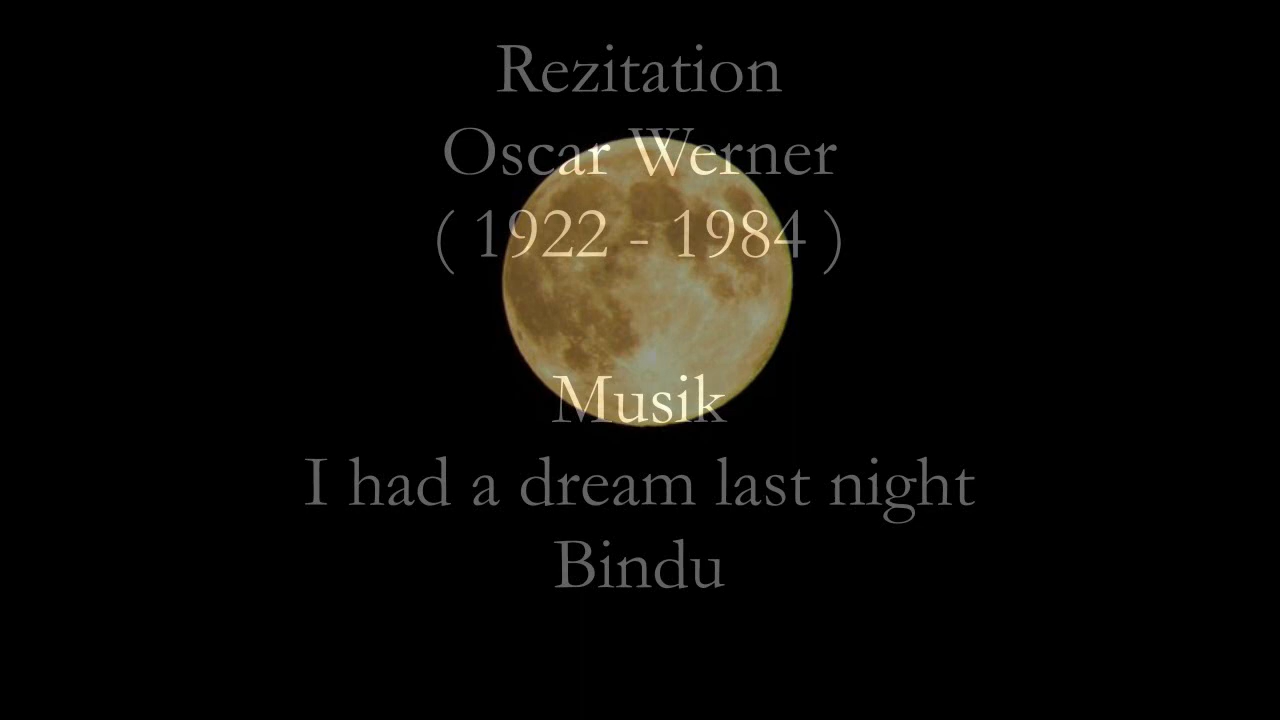 Rezitation
Oscar Werner
( 1922 - 1984 )
Musik
I had a dream last night
Bindu